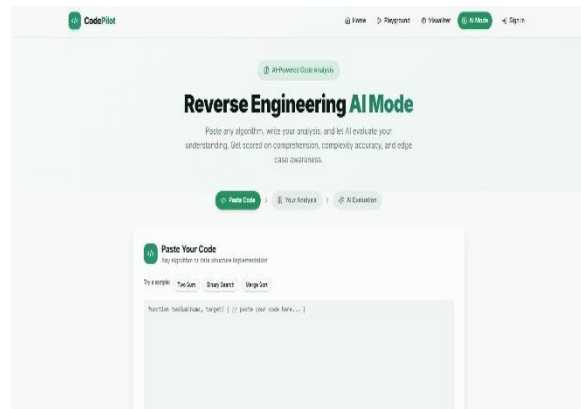 CodePilot
Home Playground Visualizer AI Mode Sign In
AI-Powered Code Analysis
Reverse Engineering AI Mode
Paste any algorithm, write your analysis, and let AI evaluate your
understanding. Get scored on comprehension, complexity accuracy, and edge
case awareness.
Paste Code › Your Analysis › AI Evaluation
Paste Your Code
Any algorithm or data structure implementation
Try a sample: Two Sum Binary Search Merge Sort
function twoSum(nums, target) { // paste your code here... }